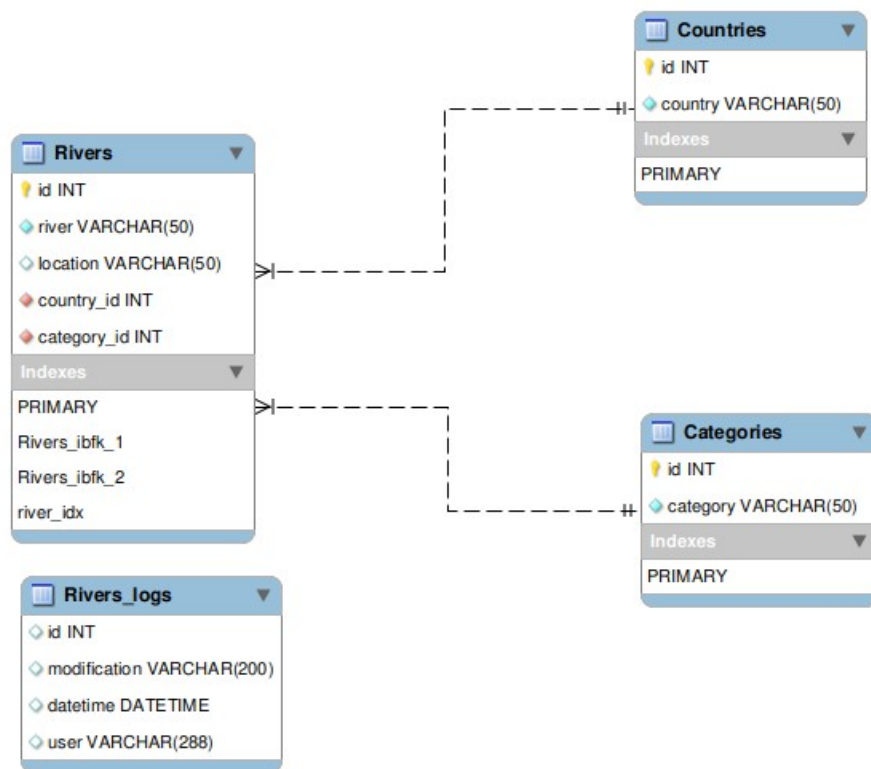 Countries
id INT
country VARCHAR(50)
Indexes
PRIMARY
Rivers
id INT
river VARCHAR(50)
location VARCHAR(50)
country_id INT
category_id INT
Indexes
PRIMARY
Rivers_ibfk_1
Rivers_ibfk_2
river_idx
Categories
id INT
category VARCHAR(50)
Indexes
PRIMARY
Rivers_logs
id INT
modification VARCHAR(200)
datetime DATETIME
user VARCHAR(288)